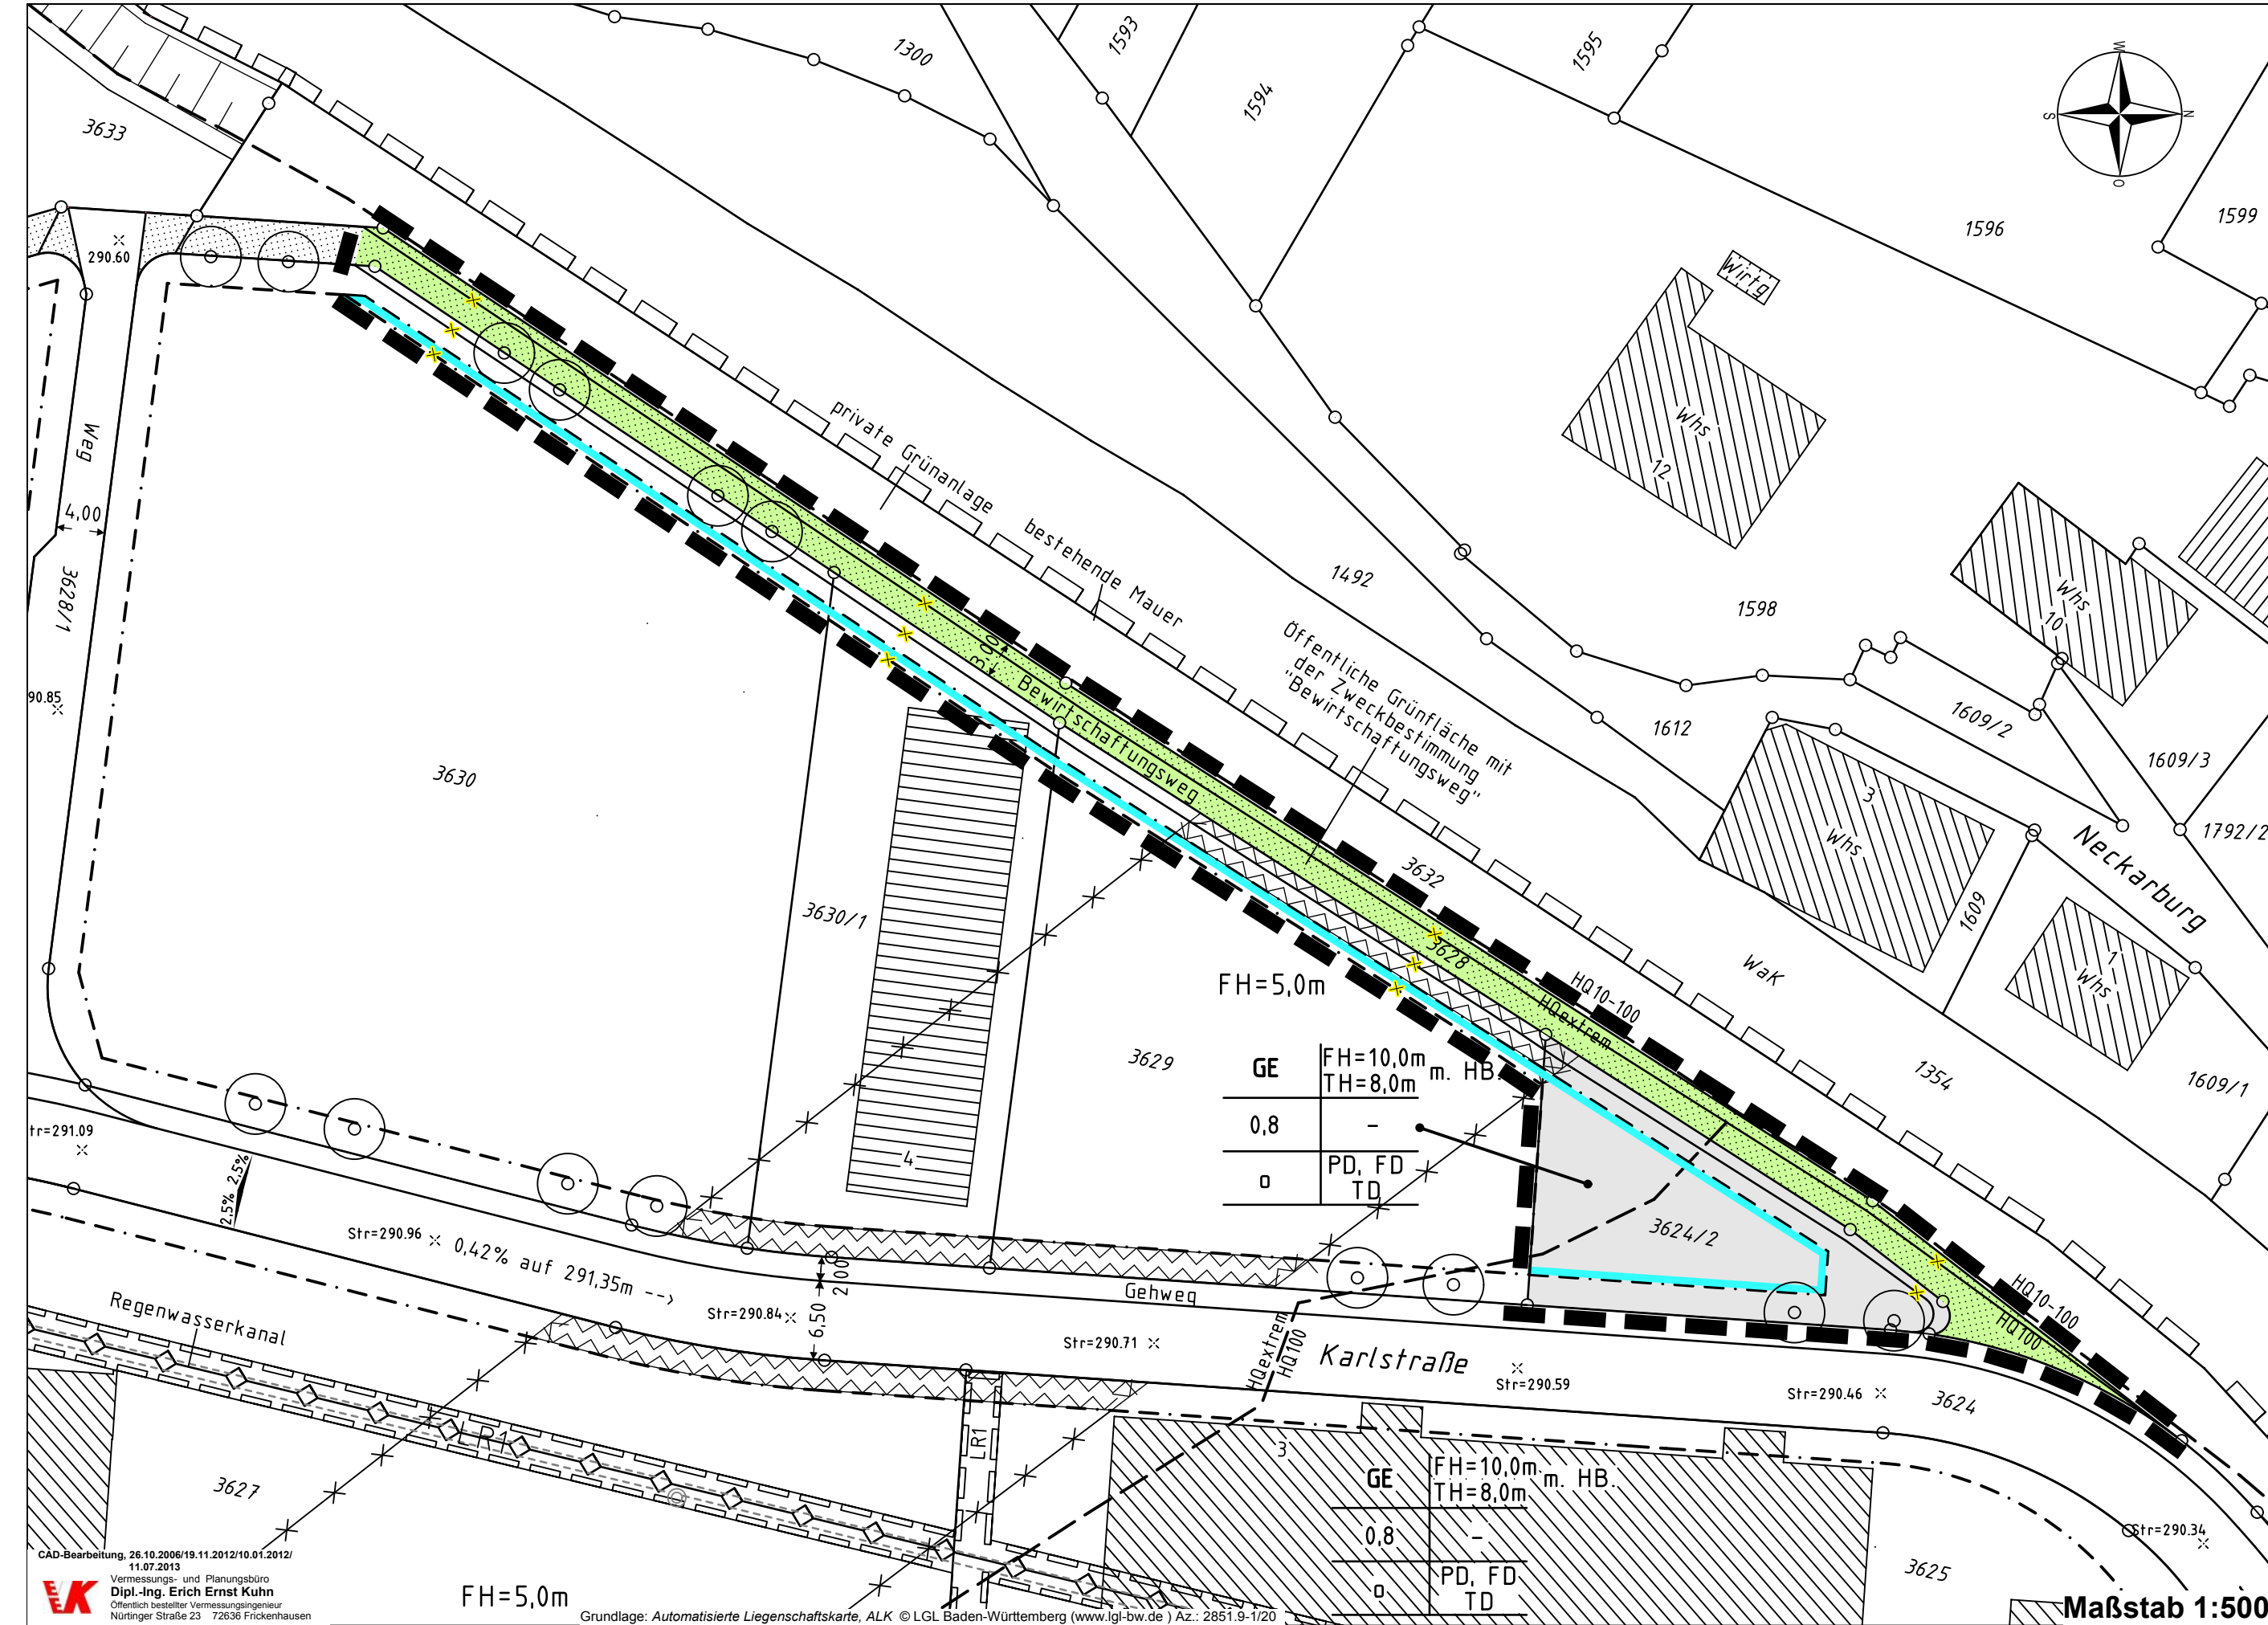 1300
1593
1594
1595
1596
1599
W
N
S
O
3633
290.60
Wirtg
Whs
12
Weg
4,00
3628/1
90.85
private Grünanlage
bestehende Mauer
1492
1598
Whs
10
Öffentliche Grünfläche mit
der Zweckbestimmung
"Bewirtschaftungsweg"
1612
1609/2
1609/3
1792/2
3,00
Bewirtschaftungsweg
3630
3630/1
3632
3
Whs
Neckarburg
1609
1
Whs
3628
WaK
HQ10-100
HQextrem
1354
1609/1
FH=5,0m
3629
GE
FH=10,0m
TH=8,0m
m. HB.
0,8
-
o
PD, FD
TD
4
3624/2
tr=291.09
2.5% 2,5%
Str=290.96
0,42% auf 291,35m -->
Str=290.84
6,50
2,00
Gehweg
Str=290.71
HQextrem
HQ100
Karlstraße
Str=290.59
Str=290.46
HQ10-100
HQ100
3624
Regenwasserkanal
LR1
LR1
3627
3
GE
FH=10,0m
TH=8,0m
m. HB.
0,8
-
o
PD, FD
TD
Str=290.34
3625
CAD-Bearbeitung, 26.10.2006/19.11.2012/10.01.2012/
11.07.2013
Vermessungs- und Planungsbüro
Dipl.-Ing. Erich Ernst Kuhn
Öffentlich bestellter Vermessungsingenieur
Nürtinger Straße 23 72636 Frickenhausen
FH=5,0m
Grundlage: Automatisierte Liegenschaftskarte, ALK © LGL Baden-Württemberg (www.lgl-bw.de ) Az.: 2851.9-1/20
Maßstab 1:500